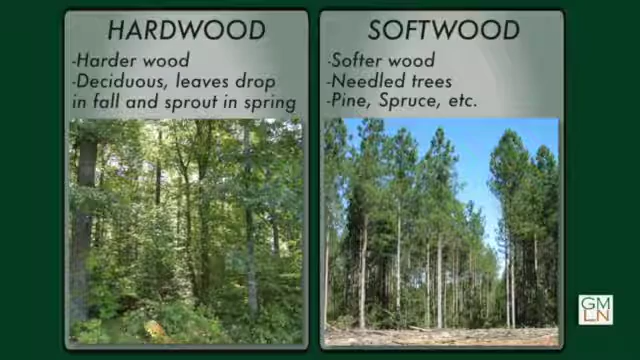 HARDWOOD
-Harder wood
-Deciduous, leaves drop
in fall and sprout in spring
SOFTWOOD
-Softer wood
-Needled trees
-Pine, Spruce, etc.
GM
LN